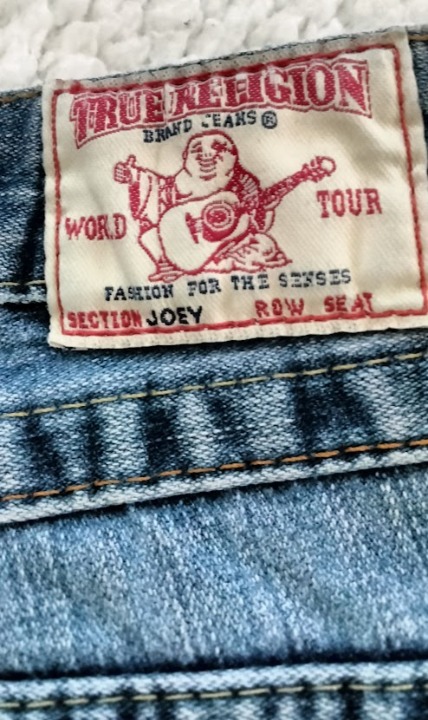 TRUE RELIGION
BRAND JEANS®
WORLD TOUR
FASHION FOR THE SENSES
SECTION JOEY ROW SEAT